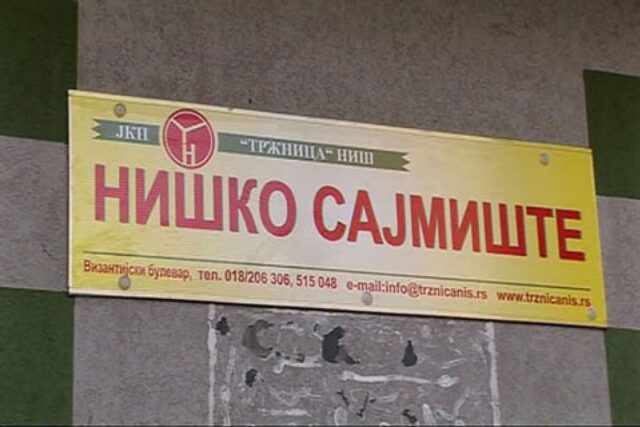 ЈКП ТН "ТРЖНИЦА" НИШ
НИШКО САЈМИШТЕ
Византијски булевар, тел. 018/206 306, 515 048 e-mail:info@trznicanis.rs www.trznicanis.rs